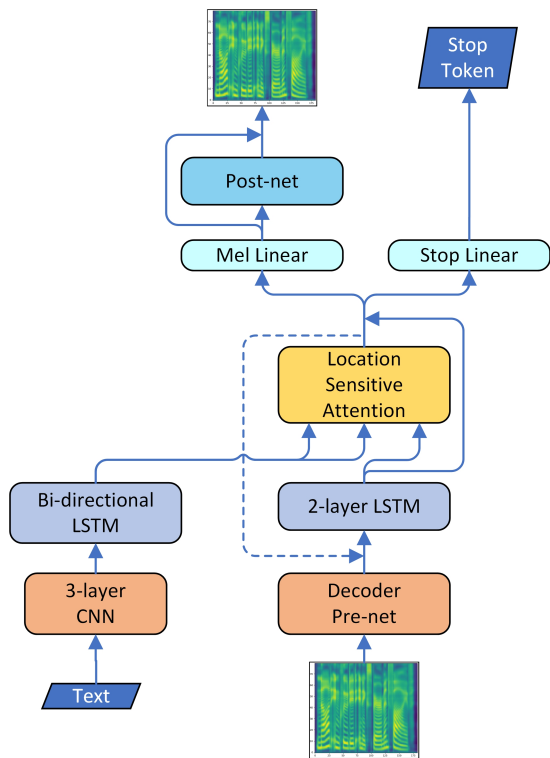 Stop
Token
Post-net
Mel Linear
Stop Linear
Location
Sensitive
Attention
Bi-directional
LSTM
2-layer LSTM
3-layer
CNN
Decoder
Pre-net
Text